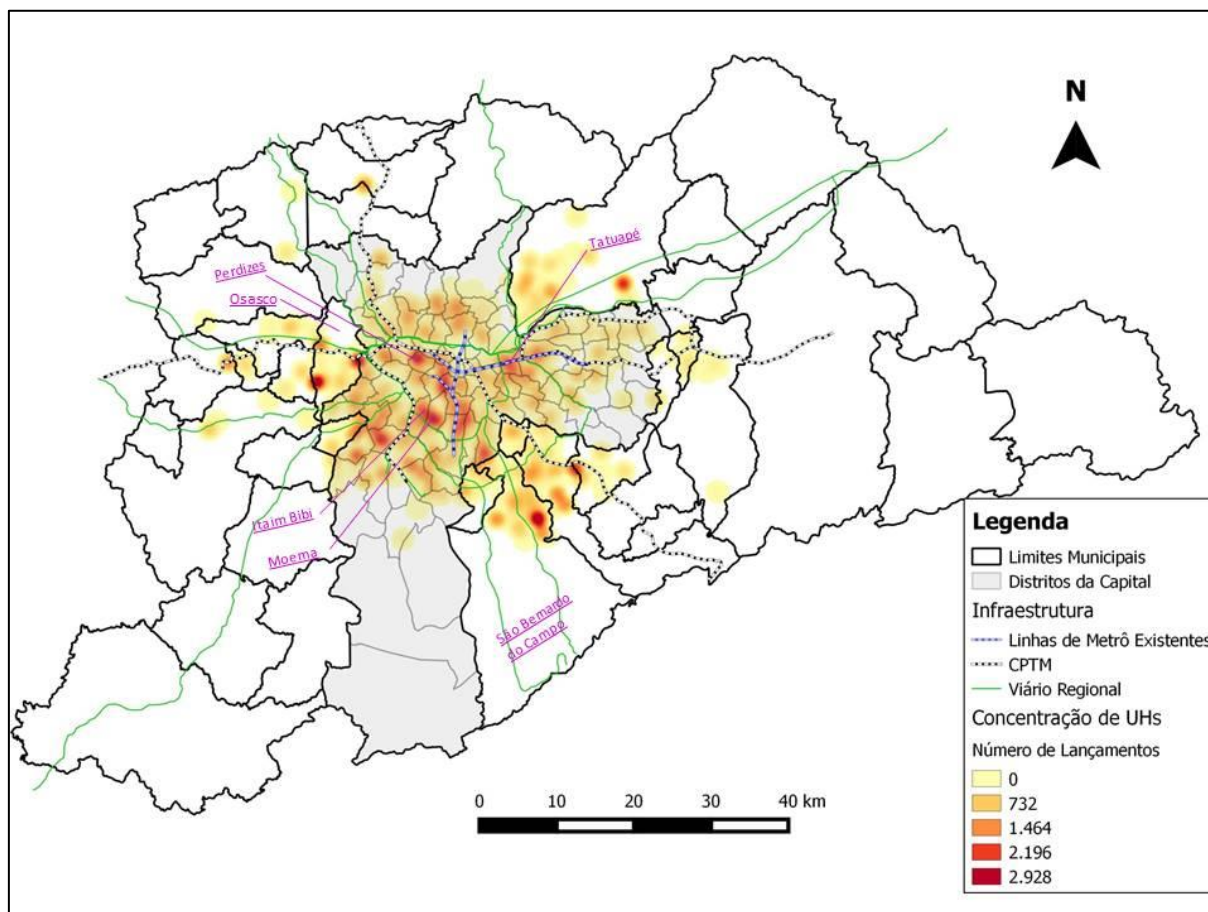 N
Tatuapé
Perdizes
Osasco
Itaim Bibi
Moema
São Bernardo
do Campo
0 10 20 30 40 km
Legenda
Limites Municipais
Distritos da Capital
Infraestrutura
Linhas de Metrô Existentes
CPTM
Viário Regional
Concentração de UHs
Número de Lançamentos
0
732
1.464
2.196
2.928